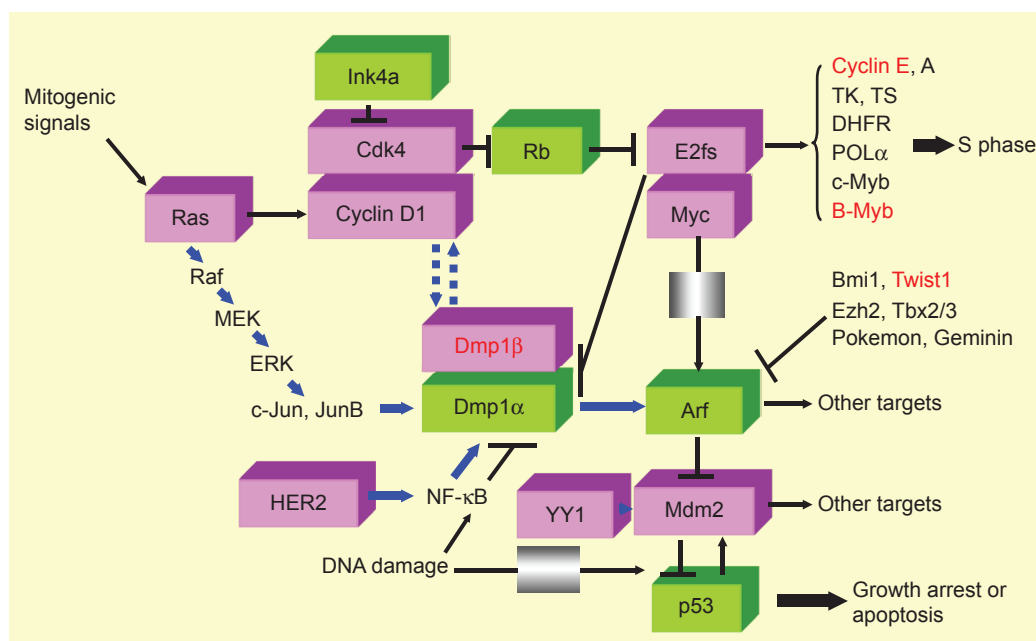 Ink4a
Mitogenic
signals
Cdk4
Rb
E2fs
Cyclin E, A
TK, TS
DHFR
POLα
c-Myb
B-Myb
S phase
Ras
Cyclin D1
Myc
Raf
MEK
ERK
c-Jun, JunB
Dmp1β
Dmp1α
Bmi1, Twist1
Ezh2, Tbx2/3
Pokemon, Geminin
Arf
Other targets
HER2
NF-κB
YY1
Mdm2
Other targets
DNA damage
p53
Growth arrest or
apoptosis